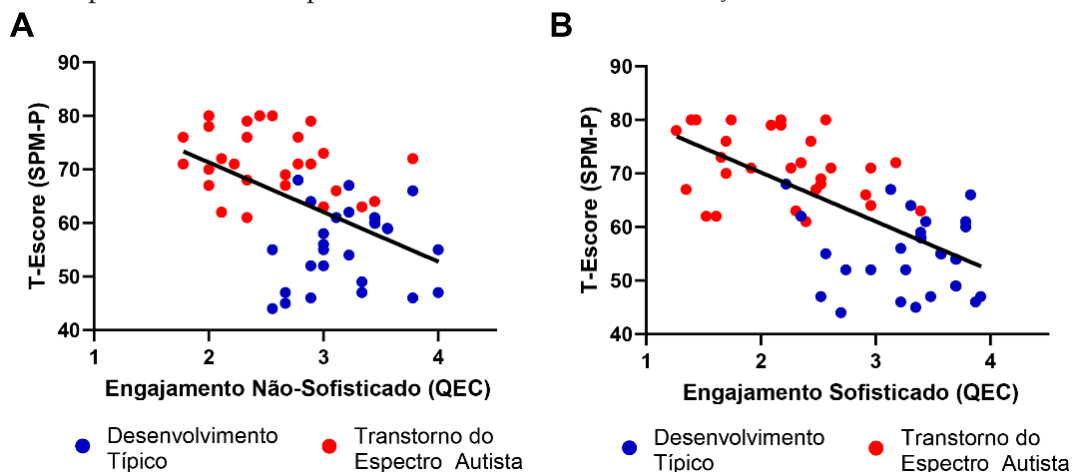 A
B
90
80
70
60
50
40
T-Escore (SPM-P)
1
2
3
4
Engajamento Não-Sofisticado (QEC)
Desenvolvimento
Típico
Transtorno do
Espectro Autista
90
80
70
60
50
40
T-Escore (SPM-P)
1
2
3
4
Engajamento Sofisticado (QEC)
Desenvolvimento
Típico
Transtorno do
Espectro Autista